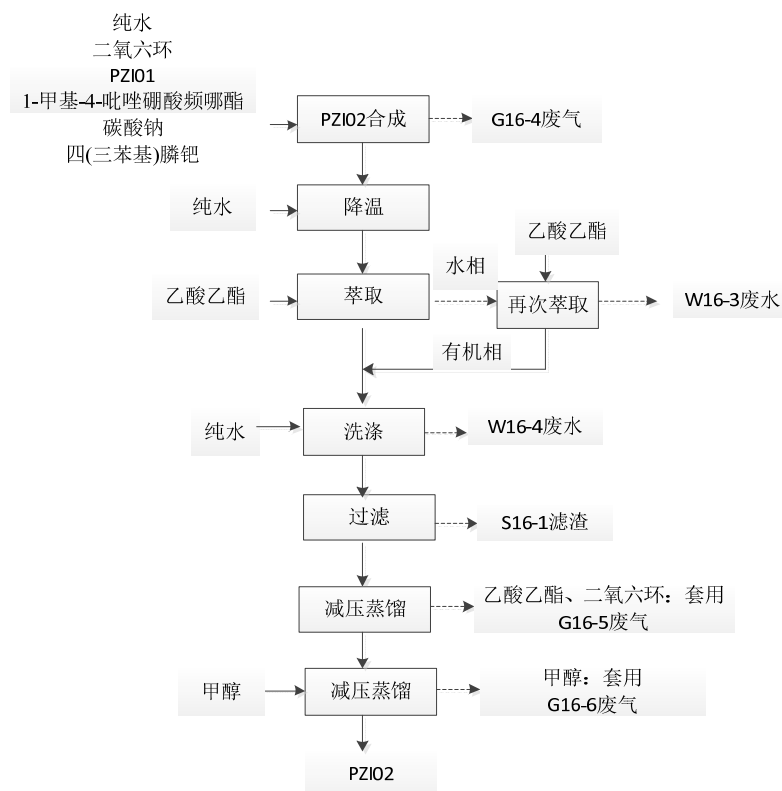 纯水
二氧六环
PZI01
1-甲基-4-吡唑硼酸频哪酯
碳酸钠
四(三苯基)膦钯
PZI02合成
G16-4废气
纯水
降温
乙酸乙酯
水相
乙酸乙酯
萃取
再次萃取
W16-3废水
有机相
纯水
洗涤
W16-4废水
过滤
S16-1滤渣
减压蒸馏
乙酸乙酯、二氧六环：套用
G16-5废气
甲醇
减压蒸馏
甲醇：套用
G16-6废气
PZI02